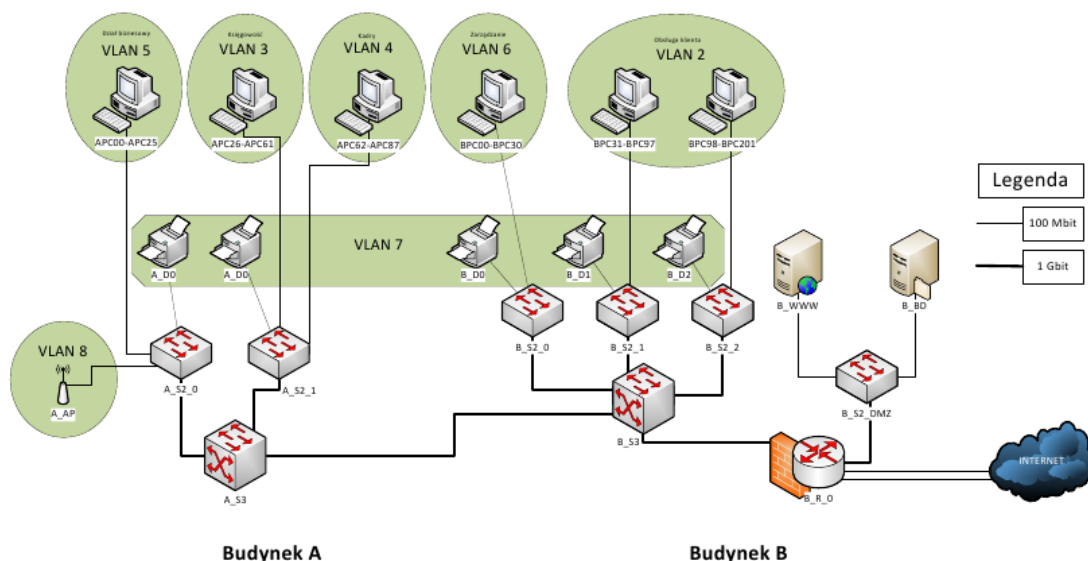 Dział biznesowy
VLAN 5
APC00-APC25
Księgowość
VLAN 3
APC26-APC61
Kadry
VLAN 4
APC62-APC87
Zarządzanie
VLAN 6
BPC00-BPC30
Obsługa klienta
VLAN 2
BPC31-BPC97
BPC98-BPC201
Legenda
100 Mbit
1 Gbit
VLAN 7
A_D0
A_D0
B_D0
B_D1
B_D2
B_WWW
B_BD
VLAN 8
A_AP
A_S2_0
A_S2_1
B_S2_0
B_S2_1
B_S2_2
B_S2_DMZ
A_S3
B_S3
B_R_0
INTERNET
Budynek A
Budynek B